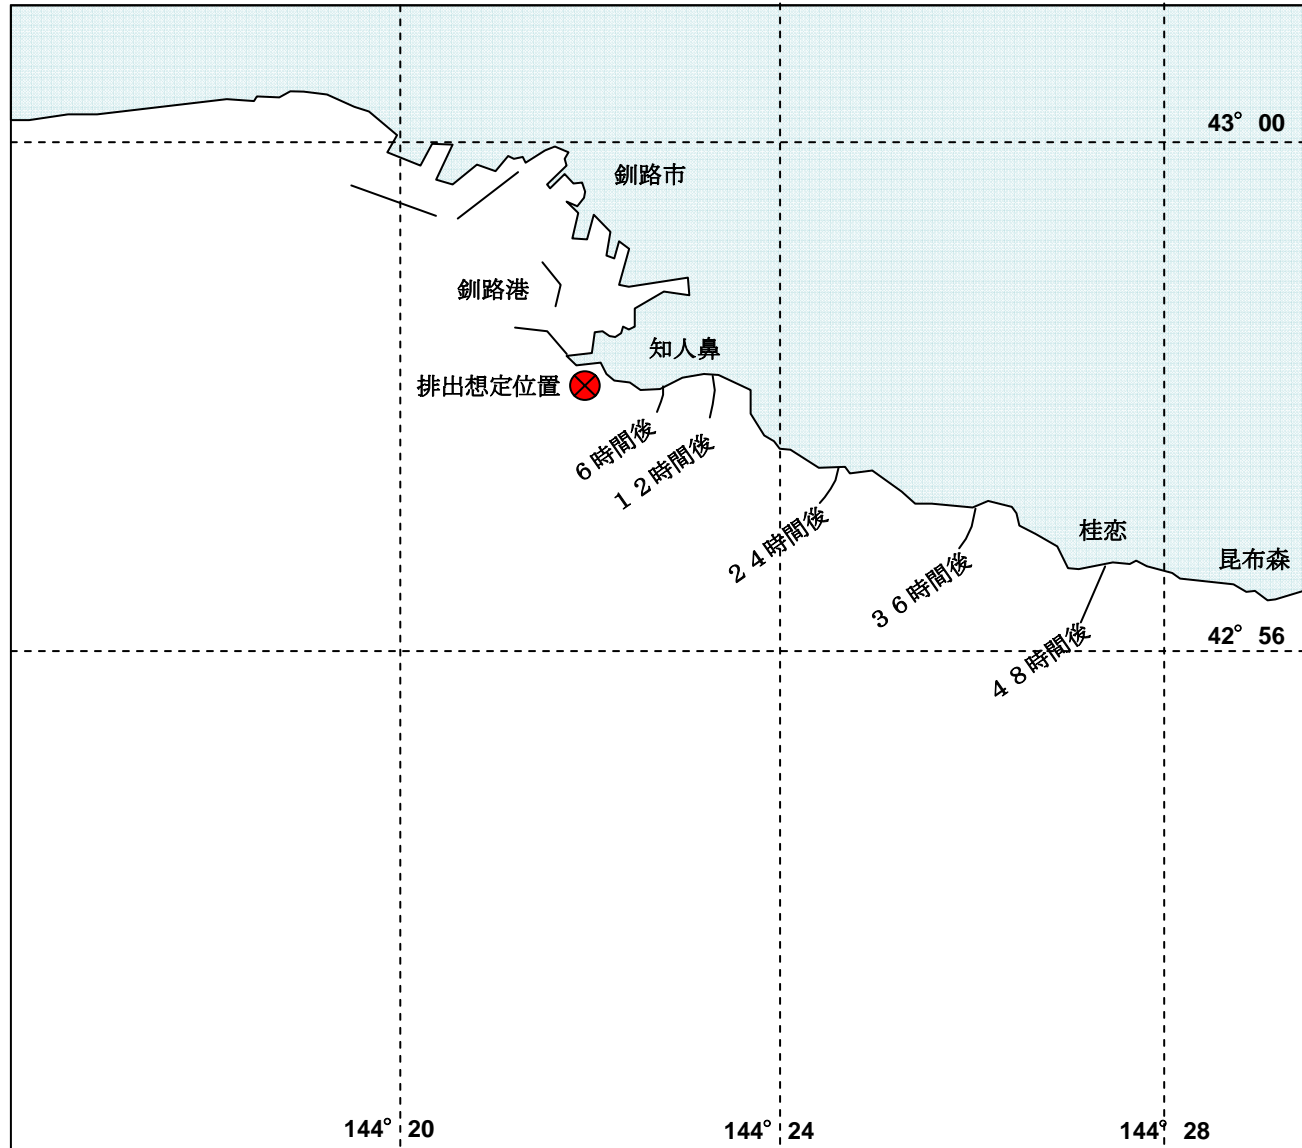 43° 00
釧路市
釧路港
知人鼻
排出想定位置
６時間後
１２時間後
２４時間後
３６時間後
桂恋
昆布森
４８時間後
42° 56
144° 20
144° 24
144° 28